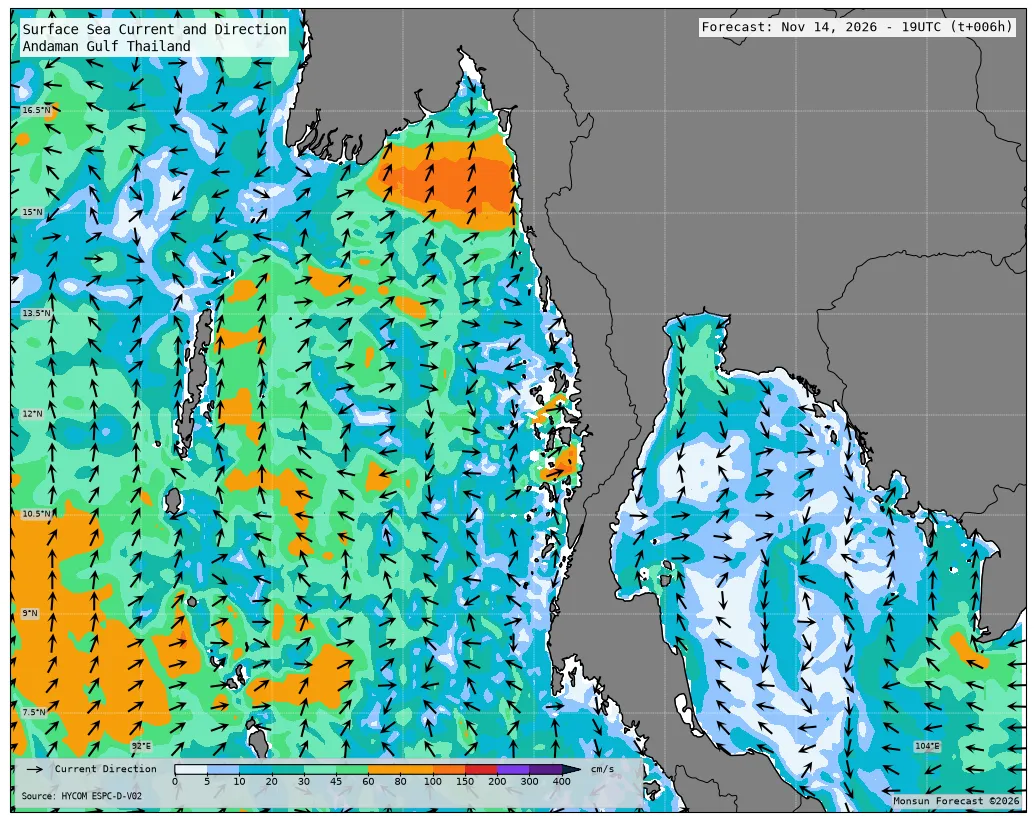 Surface Sea Current and Direction
Andaman Gulf Thailand
Forecast: Nov 14, 2026 - 19UTC (t+006h)
16.5°N
15°N
13.5°N
12°N
10.5°N
9°N
7.5°N
92°E
104°E
Current Direction
0 5 10 20 30 45 60 80 100 150 200 300 400 cm/s
Source: HYCOM ESPC-D-V02
Monsun Forecast ©2026